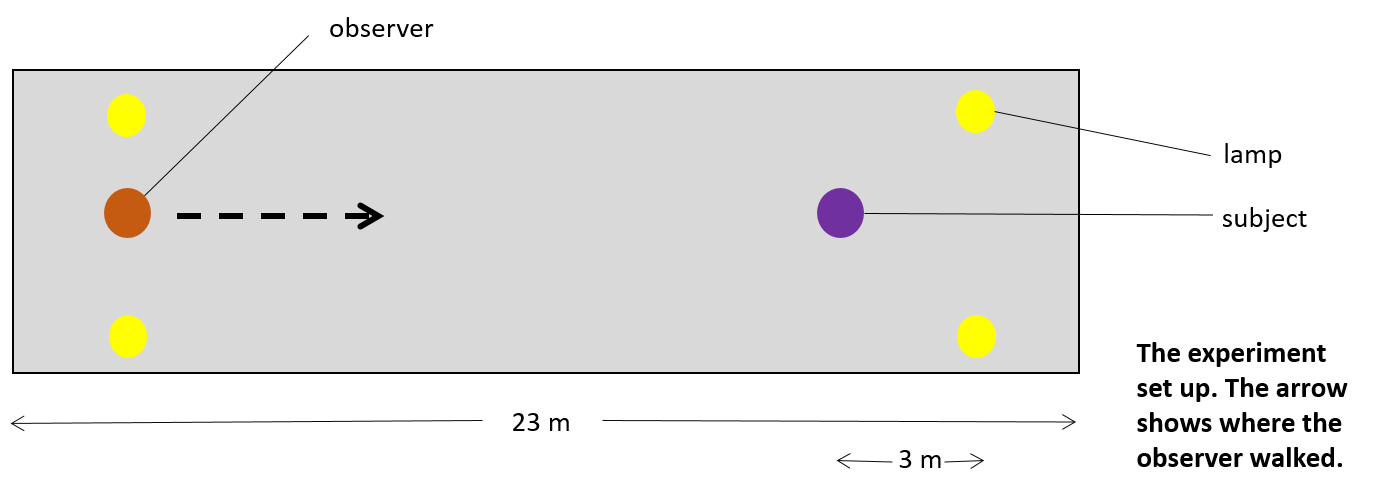 observer
lamp
subject
The experiment
set up. The arrow
shows where the
observer walked.
23 m
3 m